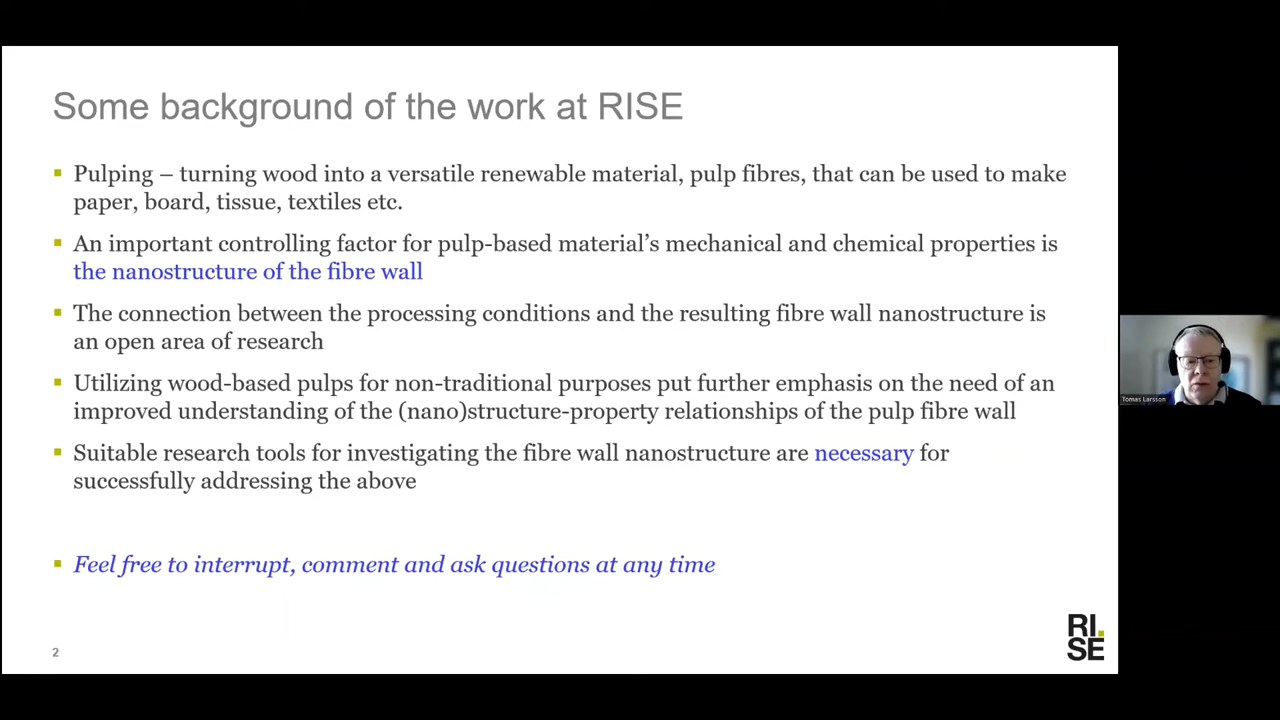 Some background of the work at RISE
Pulping – turning wood into a versatile renewable material, pulp fibres, that can be used to make
paper, board, tissue, textiles etc.
An important controlling factor for pulp-based material's mechanical and chemical properties is
the nanostructure of the fibre wall
The connection between the processing conditions and the resulting fibre wall nanostructure is
an open area of research
Utilizing wood-based pulps for non-traditional purposes put further emphasis on the need of an
improved understanding of the (nano)structure-property relationships of the pulp fibre wall
Suitable research tools for investigating the fibre wall nanostructure are necessary for
successfully addressing the above
Feel free to interrupt, comment and ask questions at any time
2
RI.
SE
Tomas Larsson